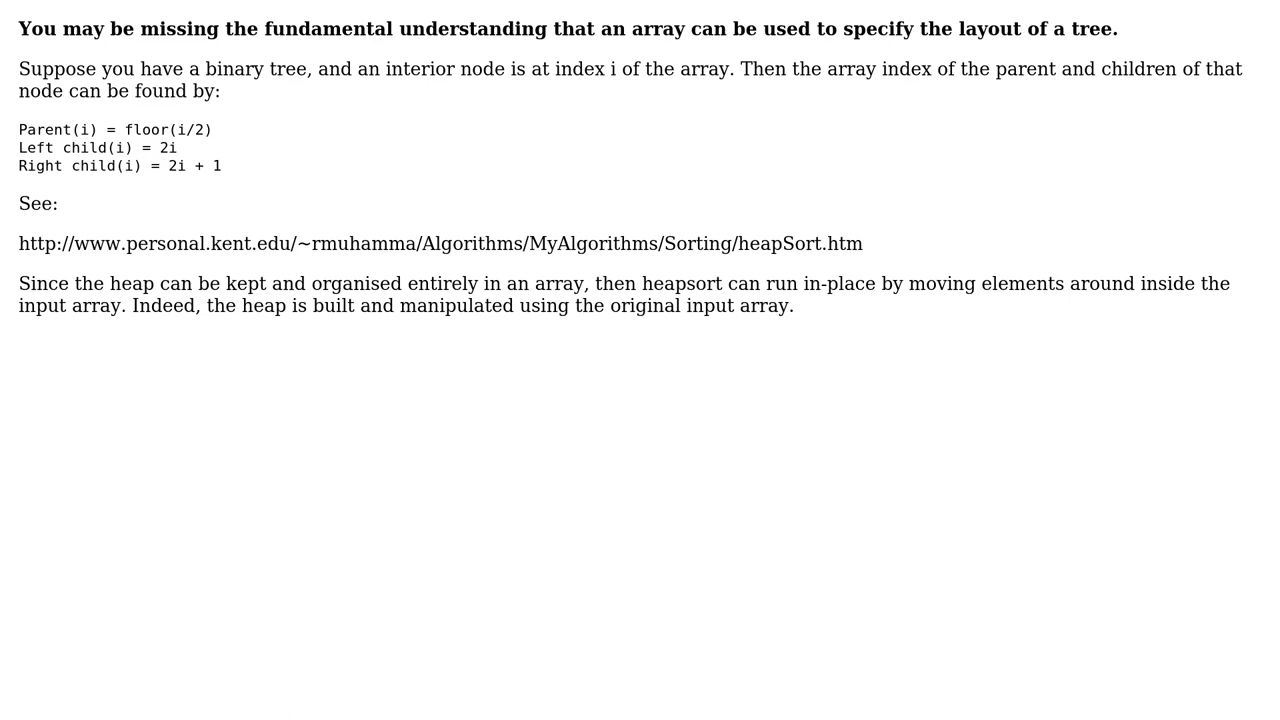 You may be missing the fundamental understanding that an array can be used to specify the layout of a tree.
Suppose you have a binary tree, and an interior node is at index i of the array. Then the array index of the parent and children of that
node can be found by:
Parent(i) = floor(i/2)
Left child(i) = 2i
Right child(i) = 2i + 1
See:
http://www.personal.kent.edu/~rmuhamma/Algorithms/MyAlgorithms/Sorting/heapSort.htm
Since the heap can be kept and organised entirely in an array, then heapsort can run in-place by moving elements around inside the
input array. Indeed, the heap is built and manipulated using the original input array.